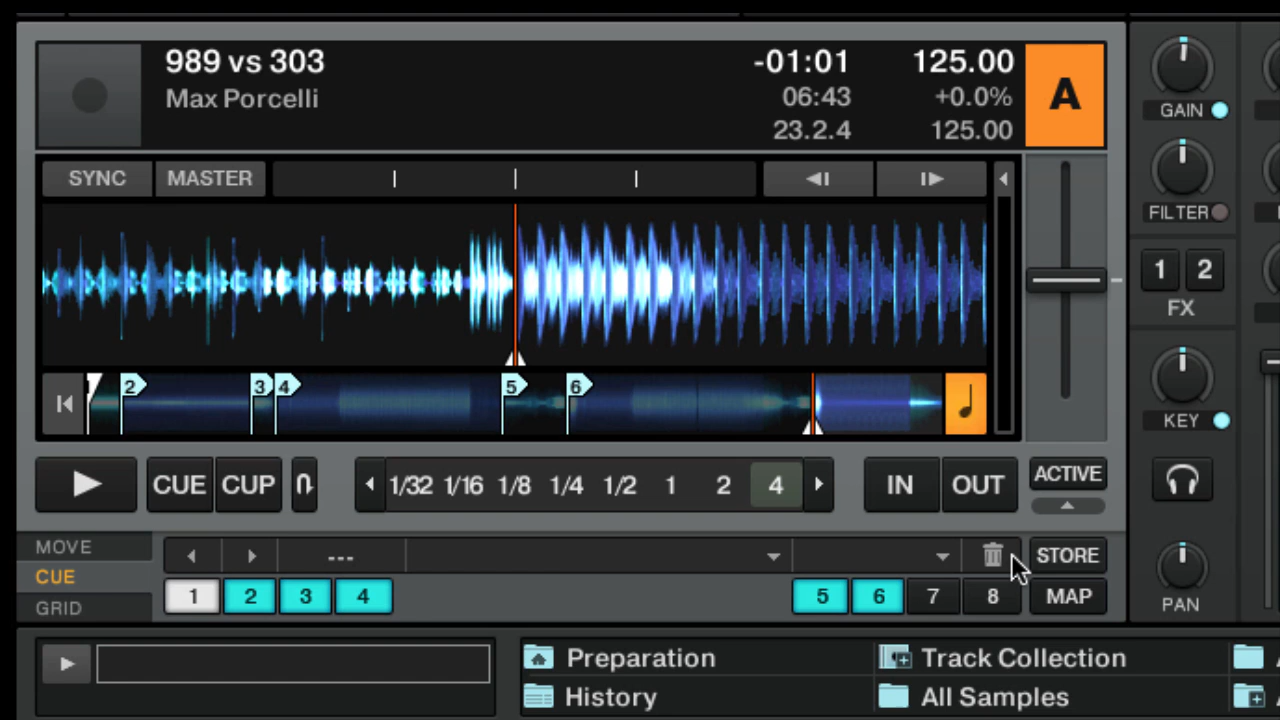 989 vs 303 -01:01 125.00 A
Max Porcelli 06:43 +0.0%
23.2.4 125.00
GAIN
SYNC MASTER
FILTER
1 2
FX
2 3 4 5 6
KEY
CUE CUP 1/32 1/16 1/8 1/4 1/2 1 2 4 IN OUT ACTIVE
MOVE
--- STORE
CUE
1 2 3 4 5 6 7 8 MAP
GRID
PAN
Preparation Track Collection
History All Samples